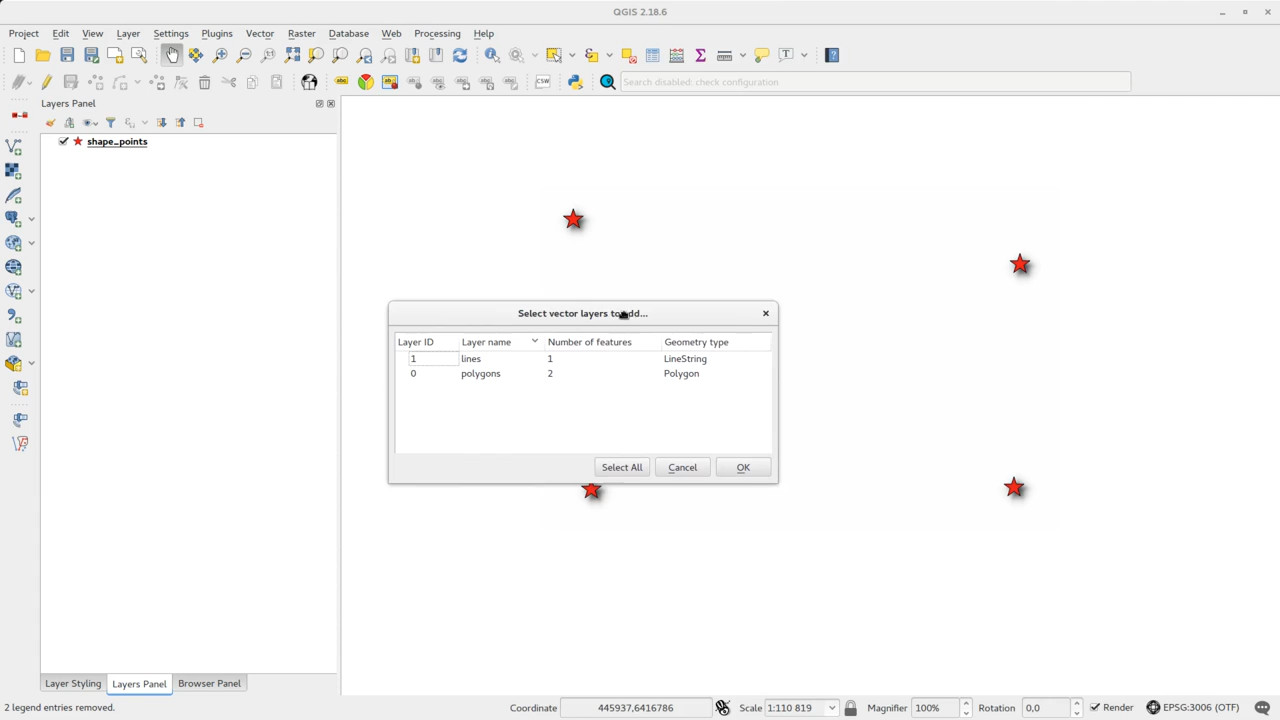 QGIS 2.18.6
Project Edit View Layer Settings Plugins Vector Raster Database Web Processing Help
abc CSW Search disabled: check configuration
Layers Panel
shape_points
Select vector layers to add...
Layer ID Layer name Number of features Geometry type
1 lines 1 LineString
0 polygons 2 Polygon
Select All Cancel OK
Layer Styling Layers Panel Browser Panel
2 legend entries removed. Coordinate 445937,6416786 Scale 1:110 819 Magnifier 100% Rotation 0,0 Render EPSG:3006 (OTF)